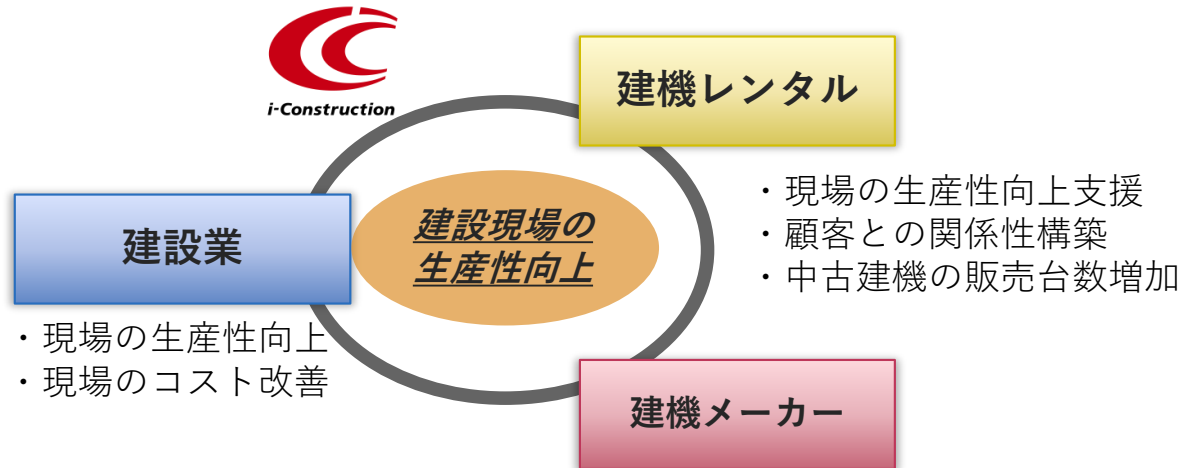 i-Construction
建機レンタル
建設業
建設現場の
生産性向上
・現場の生産性向上支援
・顧客との関係性構築
・中古建機の販売台数増加
・現場の生産性向上
・現場のコスト改善
建機メーカー